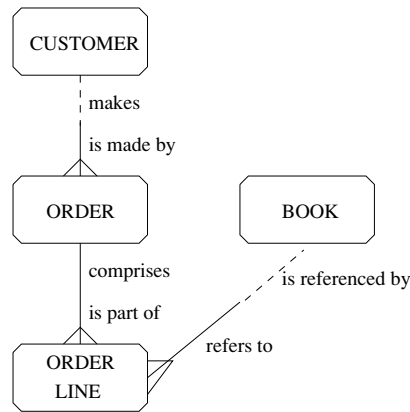 CUSTOMER
makes
is made by
ORDER
BOOK
comprises
is referenced by
is part of
refers to
ORDER
LINE